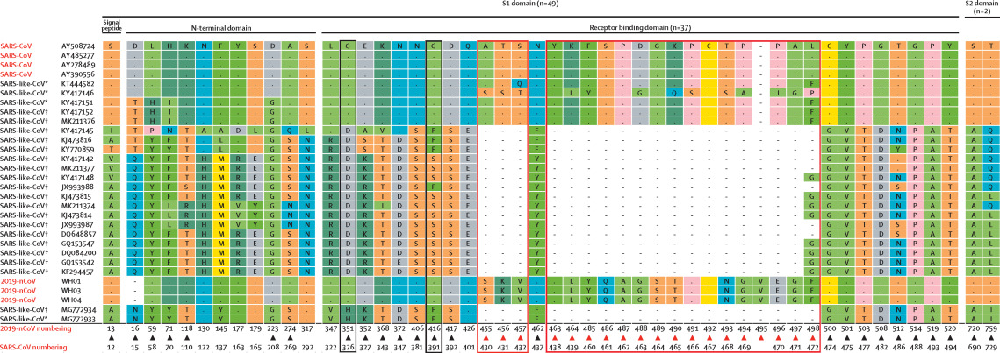 S1 domain (n=49)
S2 domain (n=2)
Signal peptide
N-terminal domain
Receptor binding domain (n=37)
SARS-CoV AY508724 S D L H K N F Y S D A S L G E K N N G D Q A T S N Y K F S P D G K P C T P - P A L C Y P G T G P Y S T
SARS-CoV AY485277
SARS-CoV AY278489
SARS-CoV AY390556
SARS-like-CoV* KT444582 Q F
SARS-like-CoV* KY417146 S S T L Y G Q S S A I G P
SARS-like-CoV* KY417151 T H I G F
SARS-like-CoV† KY417152 T H I G F
SARS-like-CoV† MK211376 T H I G F
SARS-like-CoV† KY417145 I T P N T A A D L G Q L D A V S F S E F G V T D N P A T A Q
SARS-like-CoV† KJ473816 A T Y F T L G S N R D S T D S F S E Y G V T D N P A T A Q
SARS-like-CoV† KY770859 T T Y Y T L G S N R D S T D S F S E Y G V T D Y P A T A Q
SARS-like-CoV† KY417142 V Q Y F T H M R E G S N R D K T D S S S E Y G V T D P A T A Q
SARS-like-CoV† MK211377 V Q Y F T H M R E G S N R D K T D S S S E Y G V T D P A T A Q
SARS-like-CoV† KY417148 V Q Y F T H M R E G S N R D K T D S S S E Y G G V T D N P A T A Q
SARS-like-CoV† JX993988 A Q Y F S H M R E G S N R D K T D S F S E Y G V T D S P A T A Q
SARS-like-CoV† KJ473815 A Q Y F T H M R E G S N R D K T D S S S E Y G G V T D N P A T A L
SARS-like-CoV† MK211374 A Q Y L R H M V Y G N N R D K I D S S S E Y G G V T D N P A T A Q
SARS-like-CoV† KJ473814 A Q Y L R H M V Y G S N R D K T D S S S E Y G G V T D N P A T A L
SARS-like-CoV† JX993987 A Q Y L R H M V Y G N N R D K T D S S S E Y G V T D S P A T A L
SARS-like-CoV† DQ648857 A Q Y F T H M R E G S N R D K T D S S S E Y G V T D S P A T A L
SARS-like-CoV† GQ153547 A Q Y F T H M R E G S N R D K T D S S S E Y G G V T D N P A T A L
SARS-like-CoV† DQ084200 A Q Y F T H M R E G S N R D K T D S S S E Y G G V T D N P A T A L
SARS-like-CoV† GQ153542 A Q Y F T H M R E G S N R D K T E S S S E Y G G V T D N P A T A L
SARS-like-CoV† KF294457 A Q Y F T H M R E G S N R D K T D S S S E Y G V T D N P A T A L
2019-nCoV WH01 S K V L Y Q A G S T N G V E G F
2019-nCoV WH03 S K V L Y Q A G S T N G V E G F
2019-nCoV WH04 S K V L Y Q A G S T N G V E G F
SARS-like-CoV† MG772934 A N Y Y T Y G S V H K T D S F S E F G V T D N P A T A I
SARS-like-CoV* MG772933 A N Y Y T Y G S V H K T D S F S E F G V T D N P A T A I
2019-nCoV numbering 13 16 59 71 118 130 145 177 179 223 274 317 347 351 352 368 372 406 416 417 426 455 456 457 462 463 485 486 487 488 489 490 491 492 493 494 495 496 497 498 500 501 503 508 512 514 519 520 720 759
SARS-CoV numbering 12 15 58 70 110 122 137 163 165 208 269 292 322 326 327 343 347 381 391 392 401 430 431 432 437 438 439 460 461 462 463 464 465 466 467 468 469 470 471 472 474 475 477 482 486 488 493 494 690 729